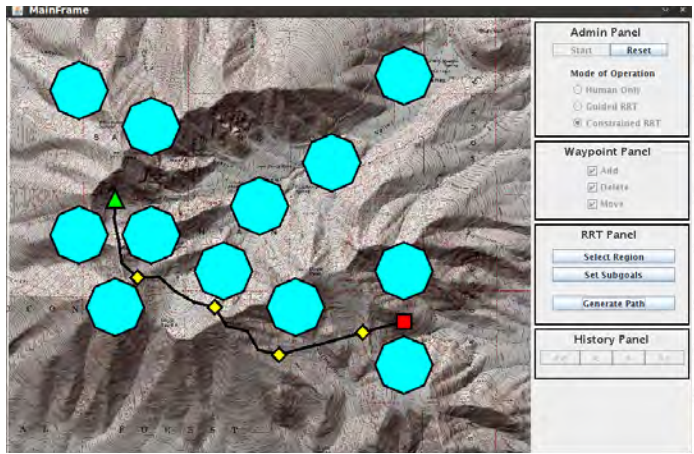 MainFrame
Admin Panel
Start Reset
Mode of Operation
Human Only
Guided RRT
Constrained RRT
Waypoint Panel
Add
Delete
Move
RRT Panel
Select Region
Set Subgoals
Generate Path
History Panel
<< < > >>
S A
C O N
A L F O R E S T